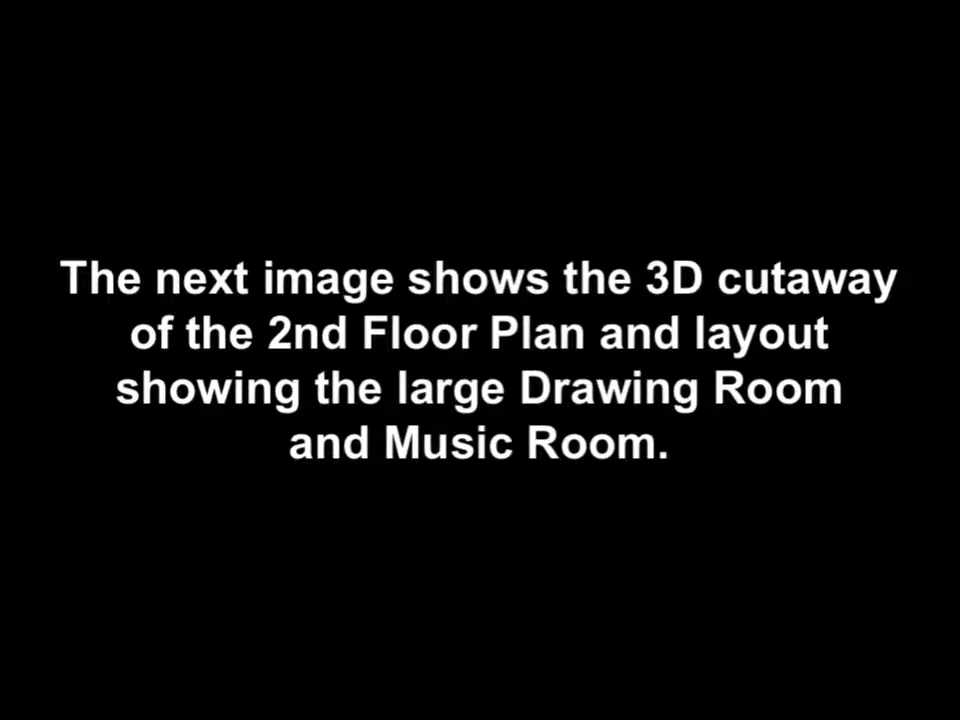 The next image shows the 3D cutaway
of the 2nd Floor Plan and layout
showing the large Drawing Room
and Music Room.